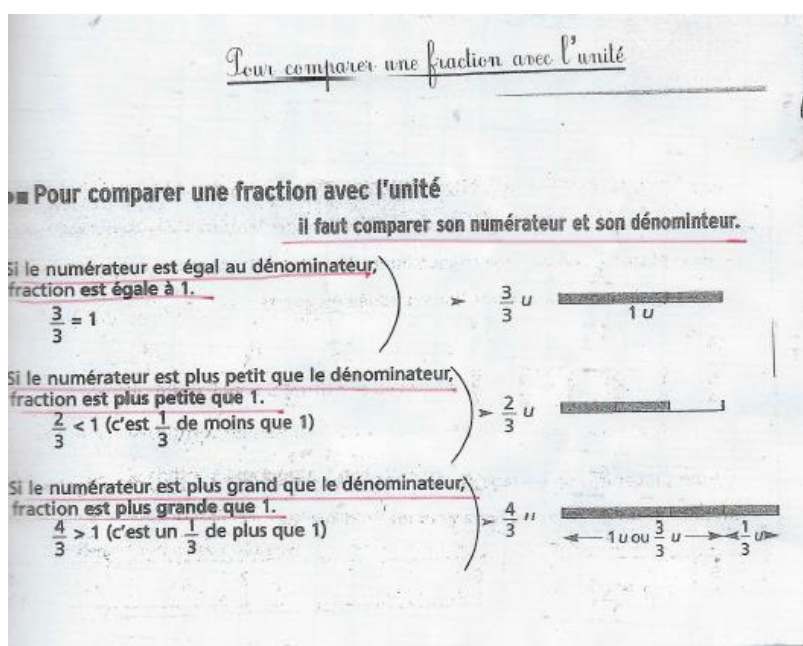 Pour comparer une fraction avec l'unité
Pour comparer une fraction avec l'unité
il faut comparer son numérateur et son dénominteur.
Si le numérateur est égal au dénominateur,
fraction est égale à 1.
3/3 = 1
3/3 u
1 u
Si le numérateur est plus petit que le dénominateur,
fraction est plus petite que 1.
2/3 < 1 (c'est 1/3 de moins que 1)
2/3 u
Si le numérateur est plus grand que le dénominateur,
fraction est plus grande que 1.
4/3 > 1 (c'est un 1/3 de plus que 1)
4/3 "
1 u ou 3/3 u
1/3 u